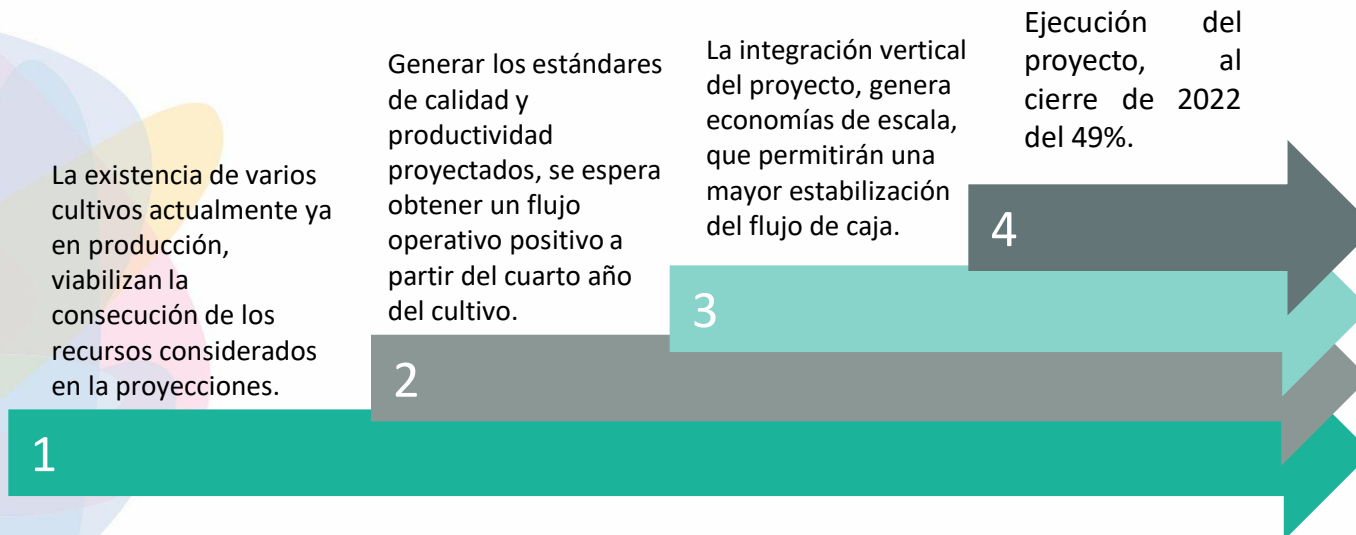 La existencia de varios
cultivos actualmente ya
en producción,
viabilizan la
consecución de los
recursos considerados
en la proyecciones.
1
Generar los estándares
de calidad y
productividad
proyectados, se espera
obtener un flujo
operativo positivo a
partir del cuarto año
del cultivo.
2
La integración vertical
del proyecto, genera
economías de escala,
que permitirán una
mayor estabilización
del flujo de caja.
3
Ejecución del
proyecto, al
cierre de 2022
del 49%.
4